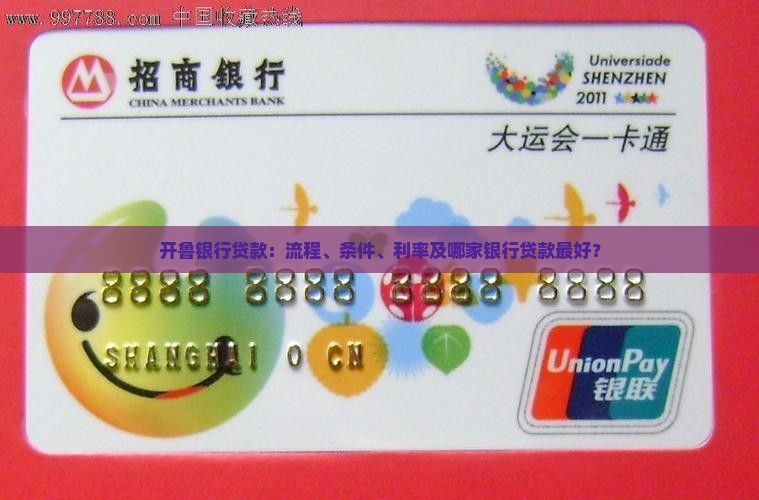 www.997788.com 中国收藏热线
招商银行
CHINA MERCHANTS BANK
Universiade
SHENZHEN
2011
大运会一卡通
开鲁银行贷款：流程、条件、利率及哪家银行贷款最好？
8888 8888 8888 8888
SHANGHAI 0 CN
UnionPay
银联